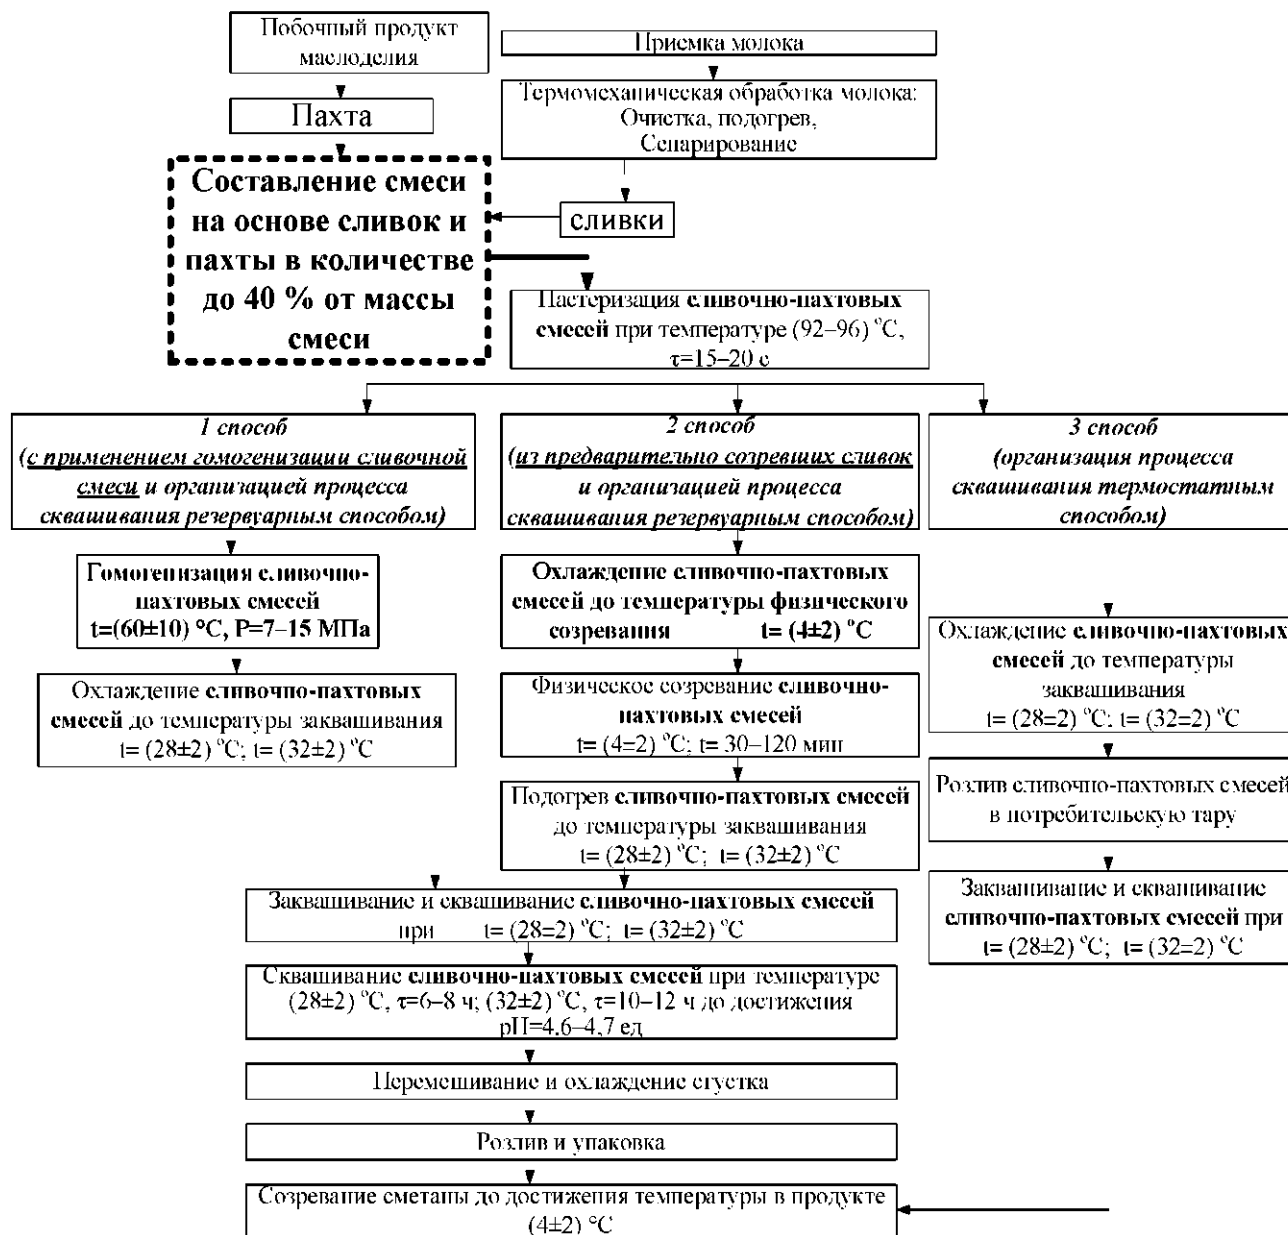 Побочный продукт
маслоделия
Приемка молока
Пахта
Термомеханическая обработка молока:
Очистка, подогрев,
Сепарирование
Составление смеси
на основе сливок и
пахты в количестве
до 40 % от массы
смеси
сливки
Пастеризация сливочно-пахтовых
смесей при температуре (92–96) °С,
τ=15–20 с
1 способ
(с применением гомогенизации сливочной
смеси и организацией процесса
сквашивания резервуарным способом)
2 способ
(из предварительно созревших сливок
и организацией процесса
сквашивания резервуарным способом)
3 способ
(организация процесса
сквашивания термостатным
способом)
Гомогенизация сливочно-
пахтовых смесей
t=(60±10) °С, Р=7–15 МПа
Охлаждение сливочно-пахтовых
смесей до температуры заквашивания
t= (28±2) °С; t= (32±2) °С
Охлаждение сливочно-пахтовых
смесей до температуры физического
созревания t= (4±2) °С
Физическое созревание сливочно-
пахтовых смесей
t= (4±2) °С; t= 30–120 мин
Подогрев сливочно-пахтовых смесей
до температуры заквашивания
t= (28±2) °С; t= (32±2) °С
Охлаждение сливочно-пахтовых
смесей до температуры
заквашивания
t= (28±2) °С; t= (32±2) °С
Розлив сливочно-пахтовых смесей
в потребительскую тару
Заквашивание и сквашивание
сливочно-пахтовых смесей при
t= (28±2) °С; t= (32±2) °С
Заквашивание и сквашивание сливочно-пахтовых смесей
при t= (28±2) °С; t= (32±2) °С
Сквашивание сливочно-пахтовых смесей при температуре
(28±2) °С, τ=6–8 ч; (32±2) °С, τ=10–12 ч до достижения
рН=4,6–4,7 ед
Перемешивание и охлаждение сгустка
Розлив и упаковка
Созревание сметаны до достижения температуры в продукте
(4±2) °С